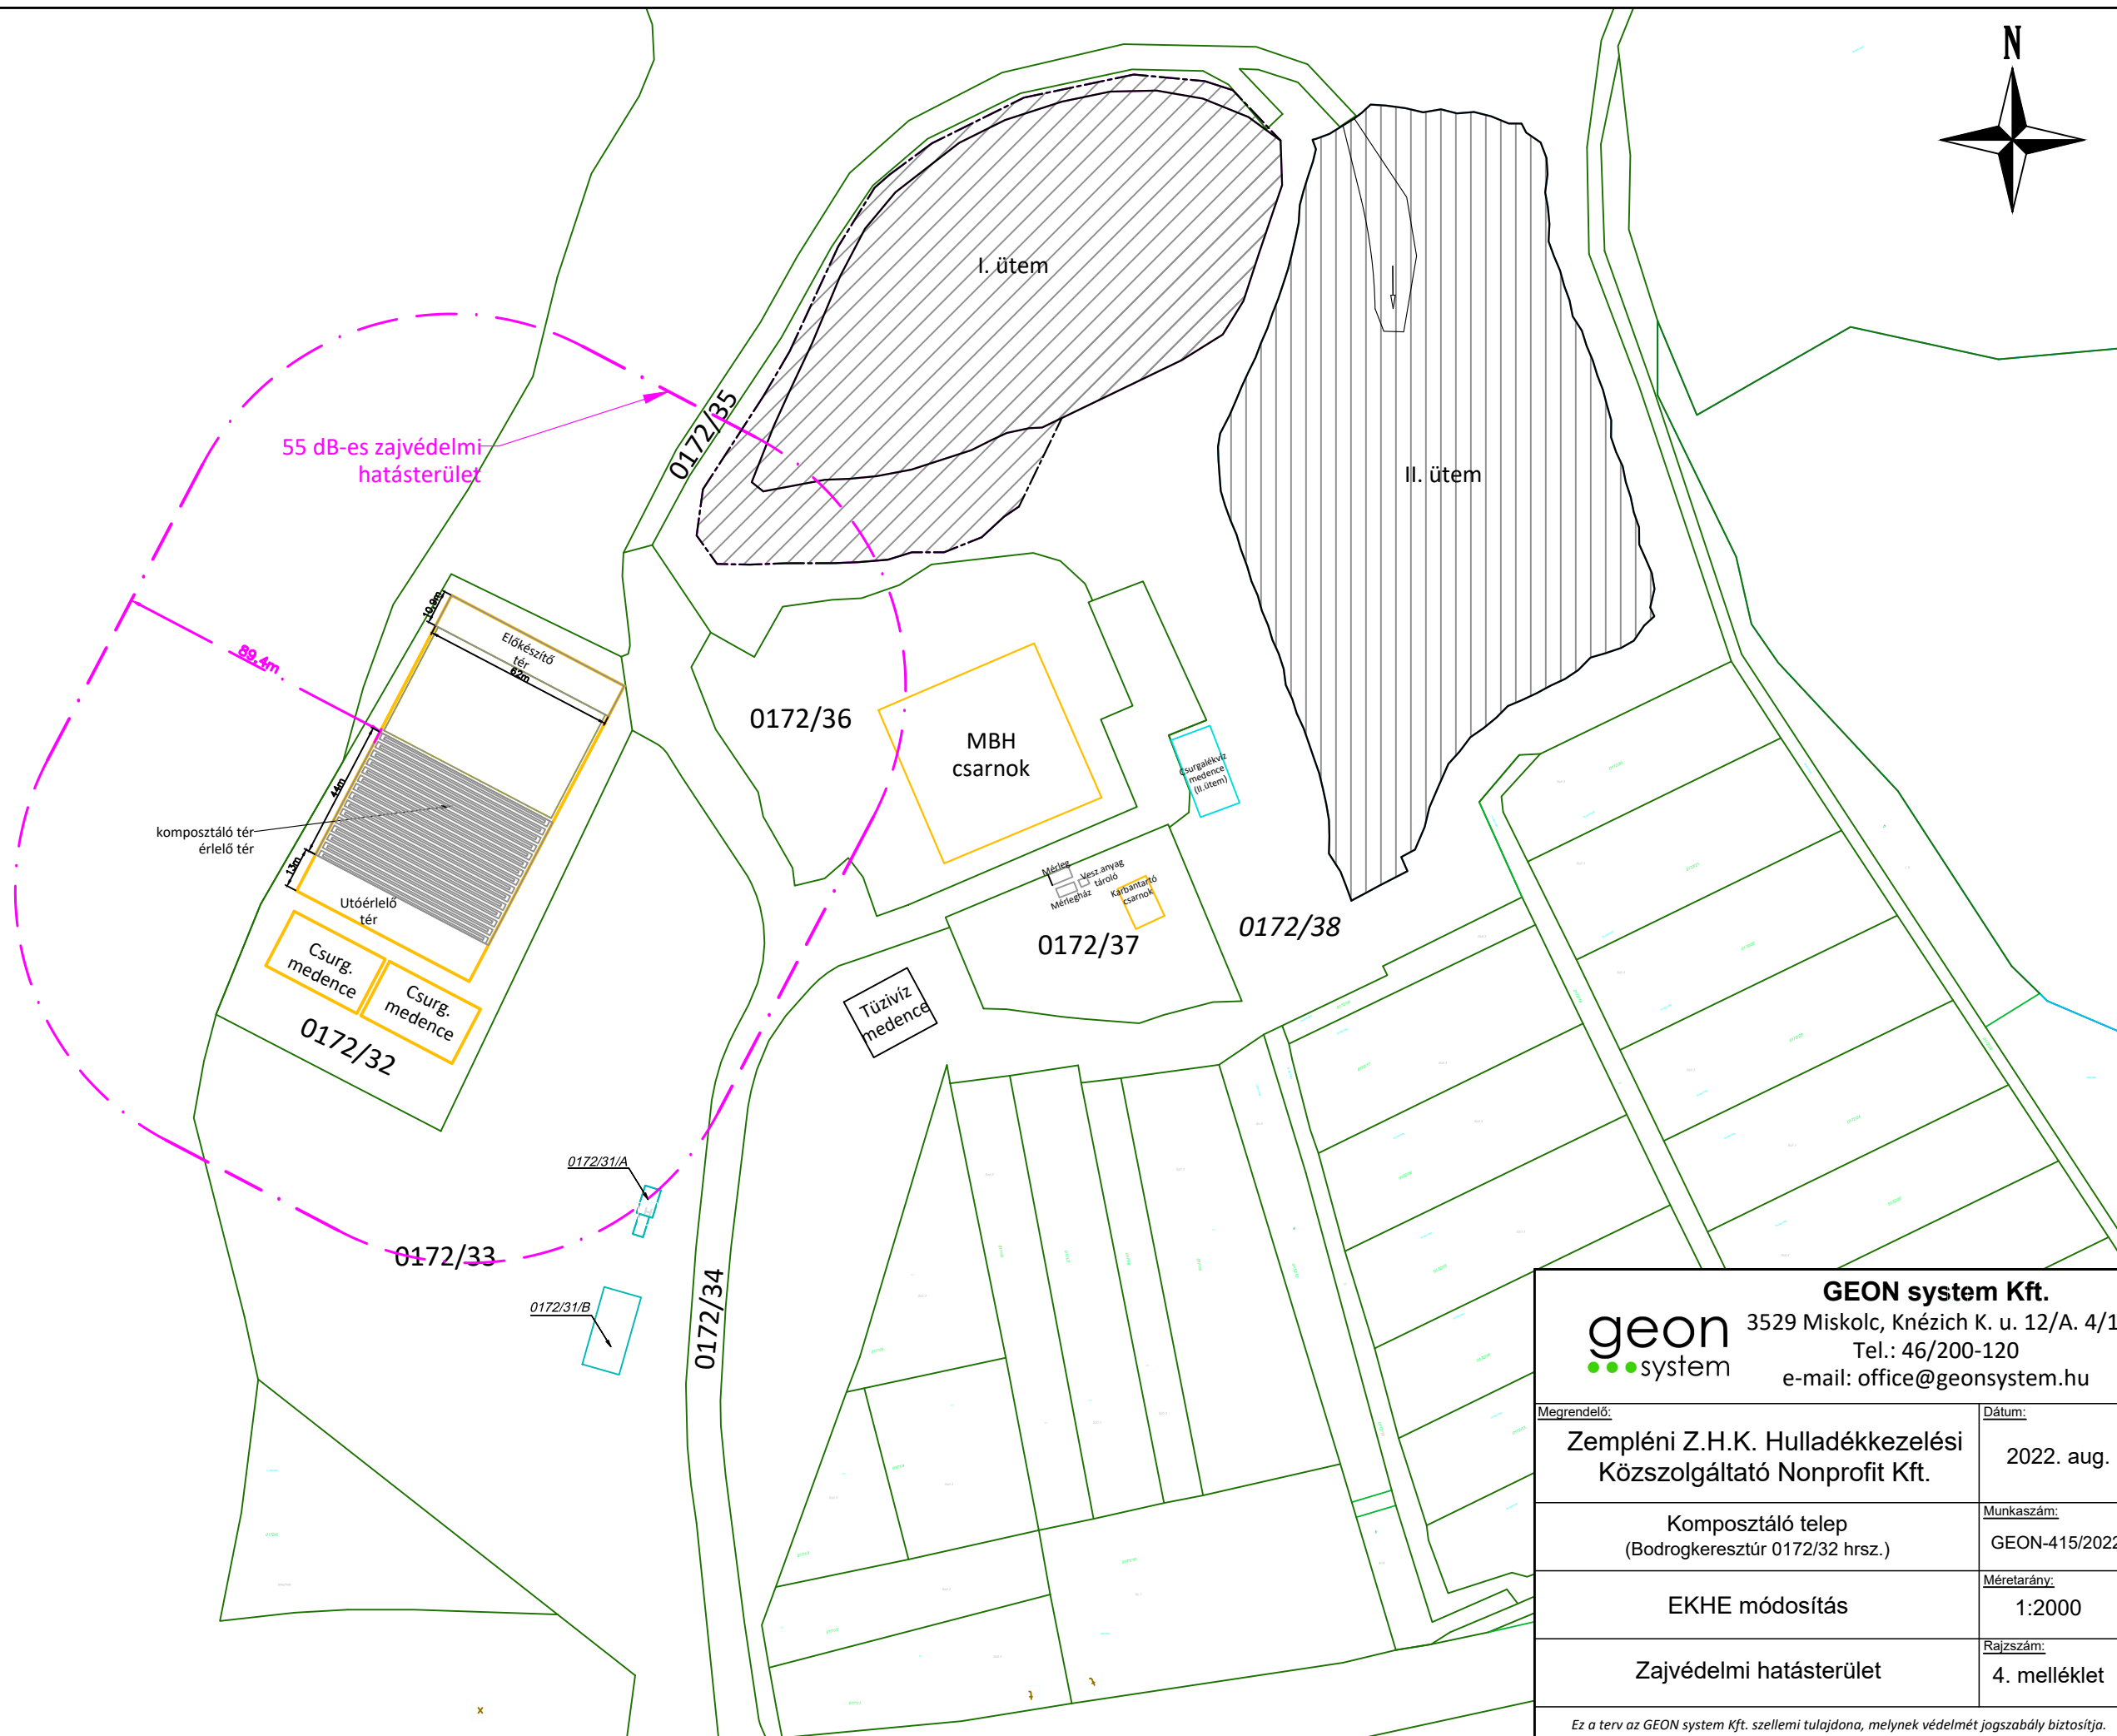 N
I. ütem
II. ütem
0172/35
55 dB-es zajvédelmi
hatásterület
89,4m
10,9m
Előkészítő
tér
62m
44m
komposztáló tér
érlelő tér
13m
Utóérlelő
tér
Csurg.
medence
Csurg.
medence
0172/32
0172/36
MBH
csarnok
Csurgalékvíz
medence
(II.ütem)
Mérleg
Vesz.anyag
tároló
Mérlegház
Karbantartó
csarnok
0172/37
0172/38
Tüzivíz
medence
0172/31/A
0172/33
0172/31/B
0172/34
geon
system
GEON system Kft.
3529 Miskolc, Knézich K. u. 12/A. 4/1
Tel.: 46/200-120
e-mail: office@geonsystem.hu
Megrendelő:
Zempléni Z.H.K. Hulladékkezelési
Közszolgáltató Nonprofit Kft.
Dátum:
2022. aug.
Komposztáló telep
(Bodrogkeresztúr 0172/32 hrsz.)
Munkaszám:
GEON-415/2022
EKHE módosítás
Méretarány:
1:2000
Zajvédelmi hatásterület
Rajzszám:
4. melléklet
Ez a terv az GEON system Kft. szellemi tulajdona, melynek védelmét jogszabály biztosítja.